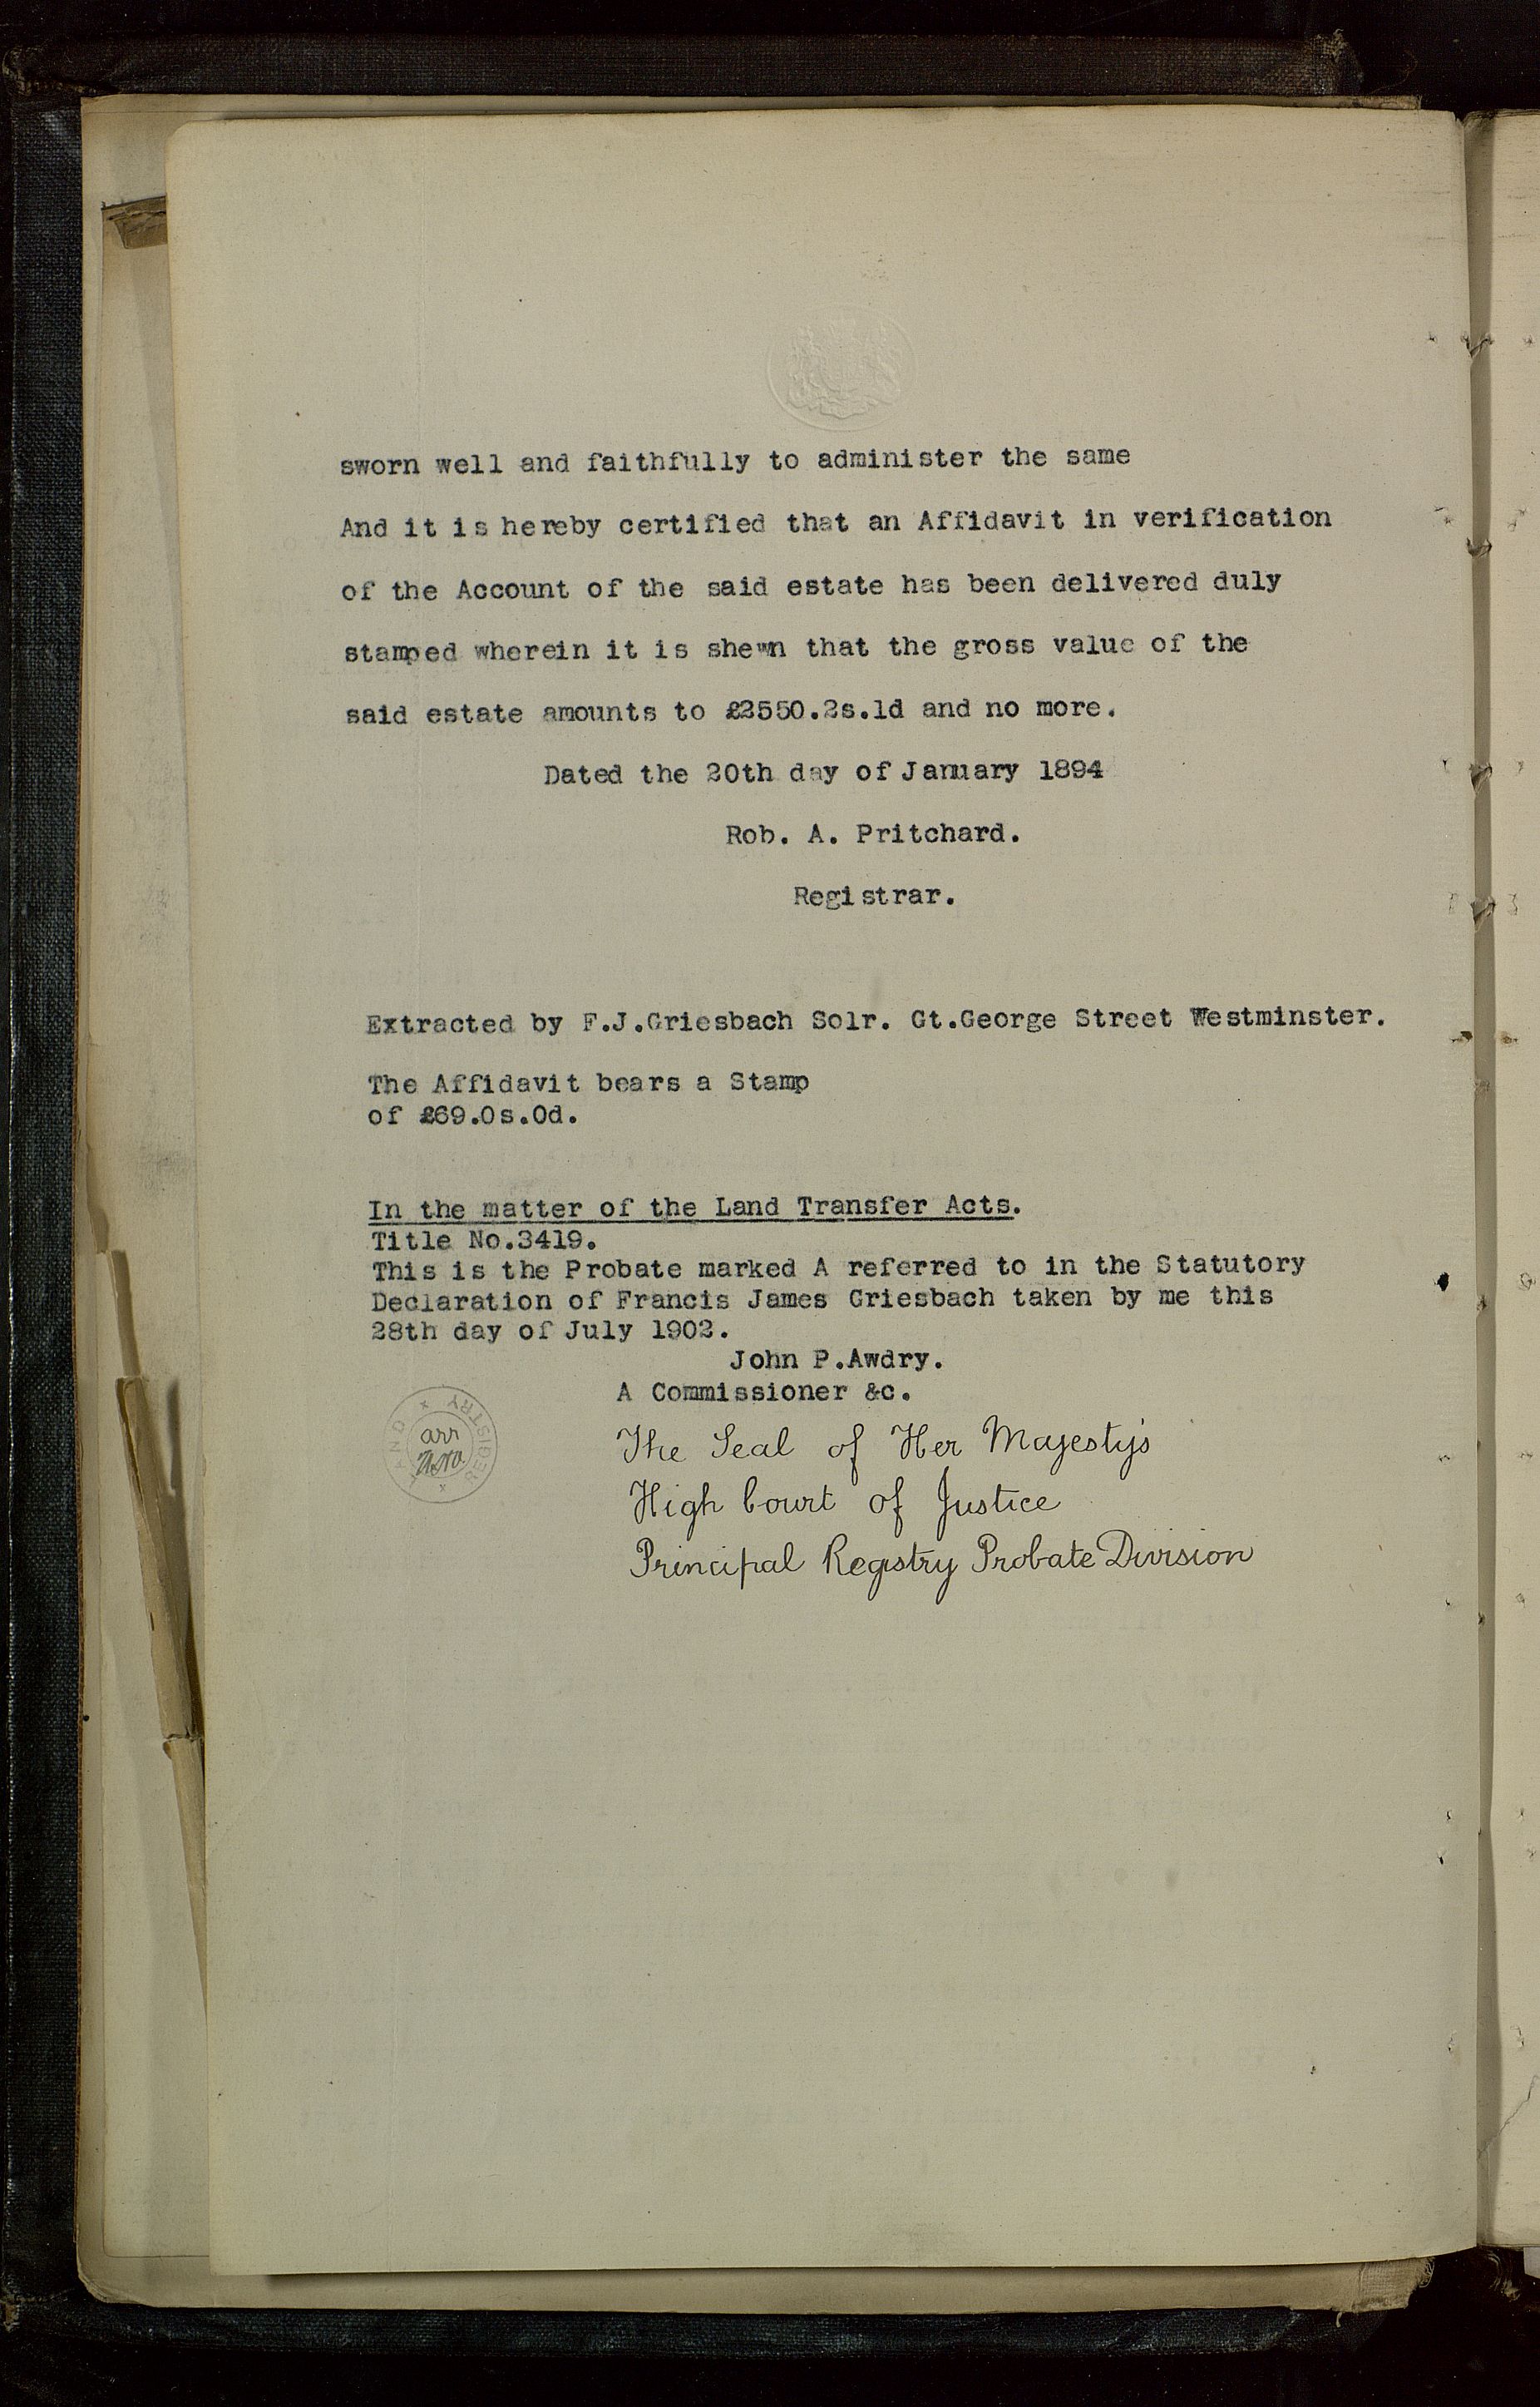 sworn well and faithfully to administer the same
And it is hereby certified that an Affidavit in verification
of the Account of the said estate has been delivered duly
stamped wherein it is shewn that the gross value of the
said estate amounts to £2550.2s.1d and no more.
Dated the 20th day of January 1894
Rob. A. Pritchard.
Registrar.
Extracted by F.J.Griesbach Solr. Gt.George Street Westminster.
The Affidavit bears a Stamp
of £69.0s.0d.
In the matter of the Land Transfer Acts.
Title No.3419.
This is the Probate marked A referred to in the Statutory
Declaration of Francis James Griesbach taken by me this
28th day of July 1902.
John P.Awdry.
A Commissioner &c.
LAND REGISTRY
The Seal of Her Majesty's
High Court of Justice
Principal Registry Probate Division